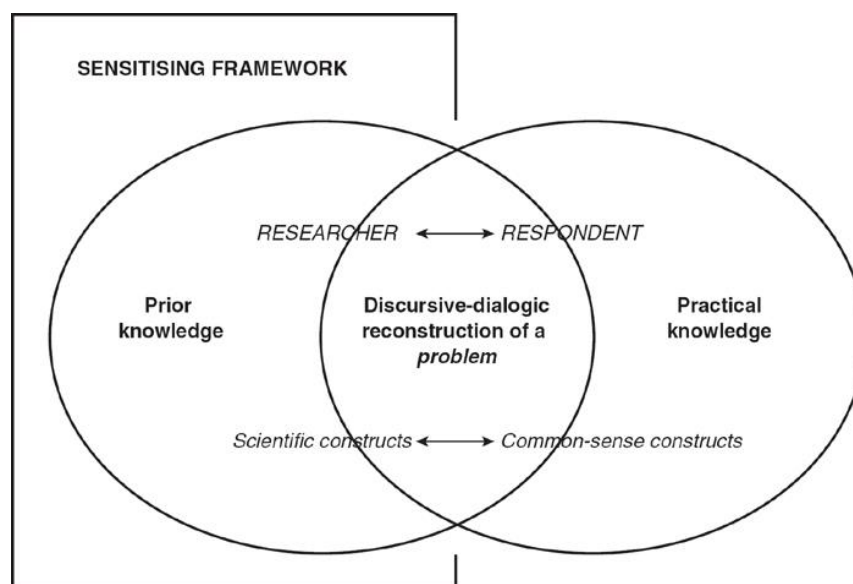 SENSITISING FRAMEWORK
RESEARCHER RESPONDENT
Prior
knowledge
Discursive-dialogic
reconstruction of a
problem
Practical
knowledge
Scientific constructs Common-sense constructs